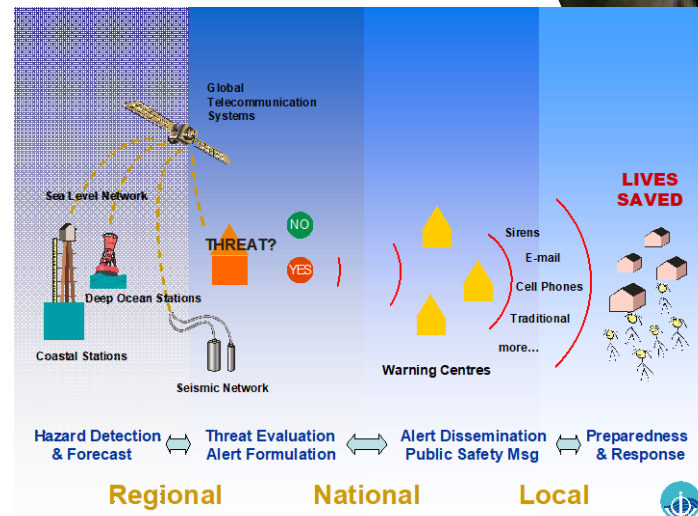 Global
Telecommunication
Systems
Sea Level Network
LIVES
SAVED
NO
THREAT?
YES
Sirens
E-mail
Cell Phones
Traditional
more...
Deep Ocean Stations
Coastal Stations
Seismic Network
Warning Centres
Hazard Detection
& Forecast
Threat Evaluation
Alert Formulation
Alert Dissemination
Public Safety Msg
Preparedness
& Response
Regional
National
Local